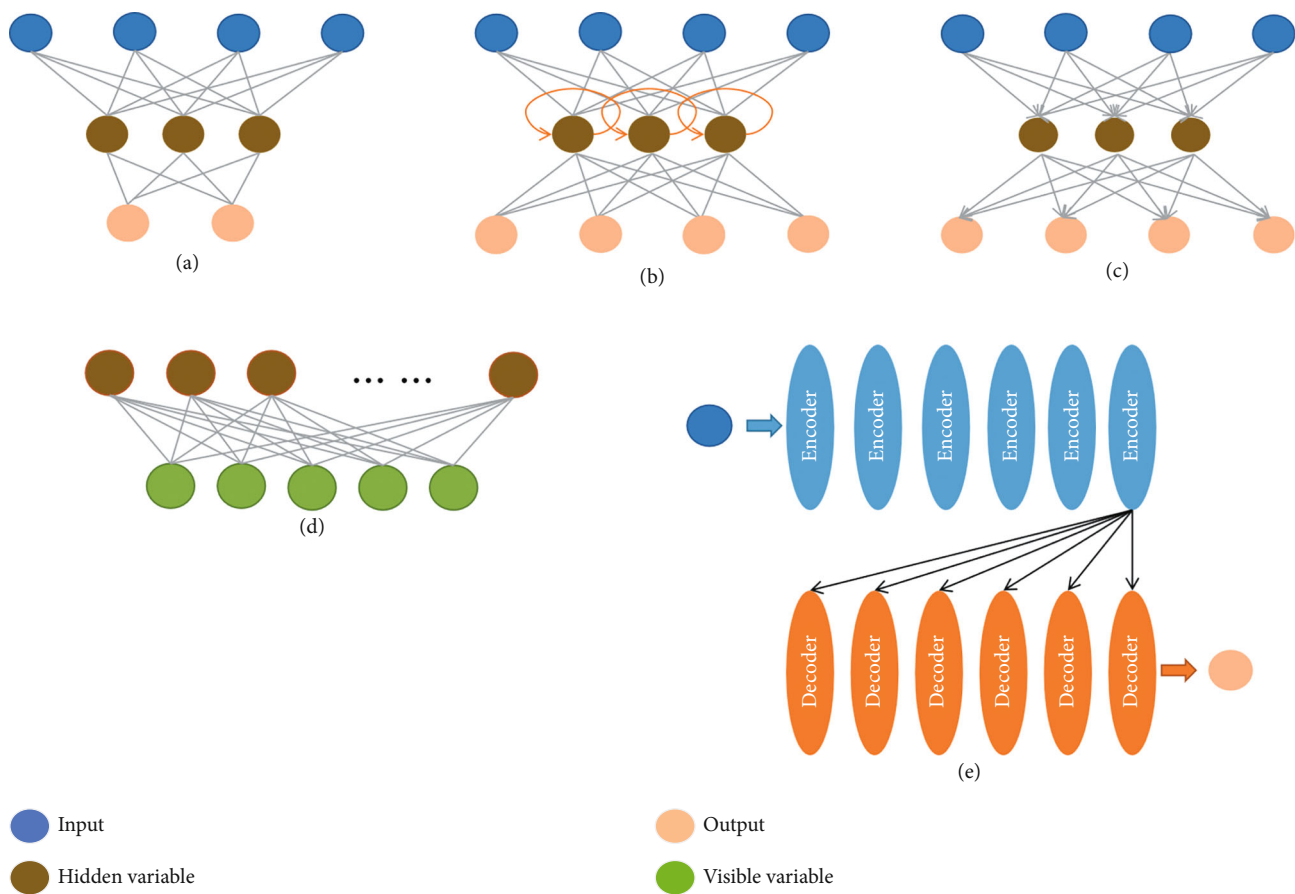 (a)
(b)
(c)
... ...
(d)
Encoder
Encoder
Encoder
Encoder
Encoder
Encoder
Decoder
Decoder
Decoder
Decoder
Decoder
Decoder
(e)
Input
Output
Hidden variable
Visible variable